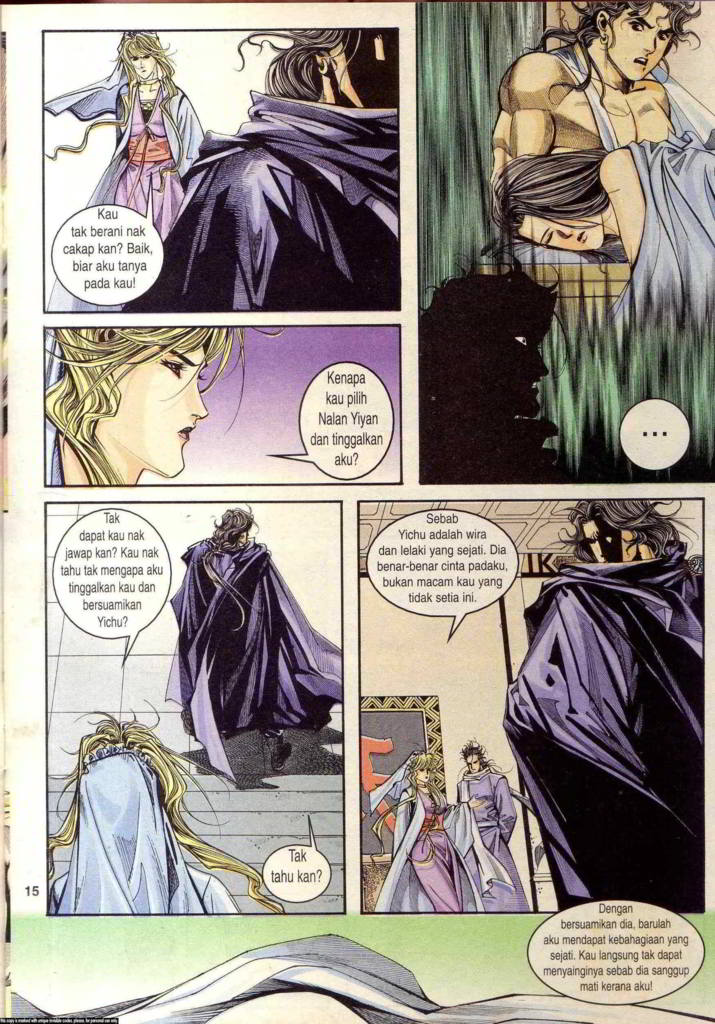 Kau
tak berani nak
cakap kan? Baik,
biar aku tanya
pada kau!
...
Kenapa
kau pilih
Nalan Yiyan
dan tinggalkan
aku?
Tak
dapat kau nak
jawap kan? Kau nak
tahu tak mengapa aku
tinggalkan kau dan
bersuamikan
Yichu?
Tak
tahu kan?
Sebab
Yichu adalah wira
dan lelaki yang sejati. Dia
benar-benar cinta padaku,
bukan macam kau yang
tidak setia ini.
Dengan
bersuamikan dia, barulah
aku mendapat kebahagiaan yang
sejati. Kau langsung tak dapat
menyainginya sebab dia sanggup
mati kerana aku!
15